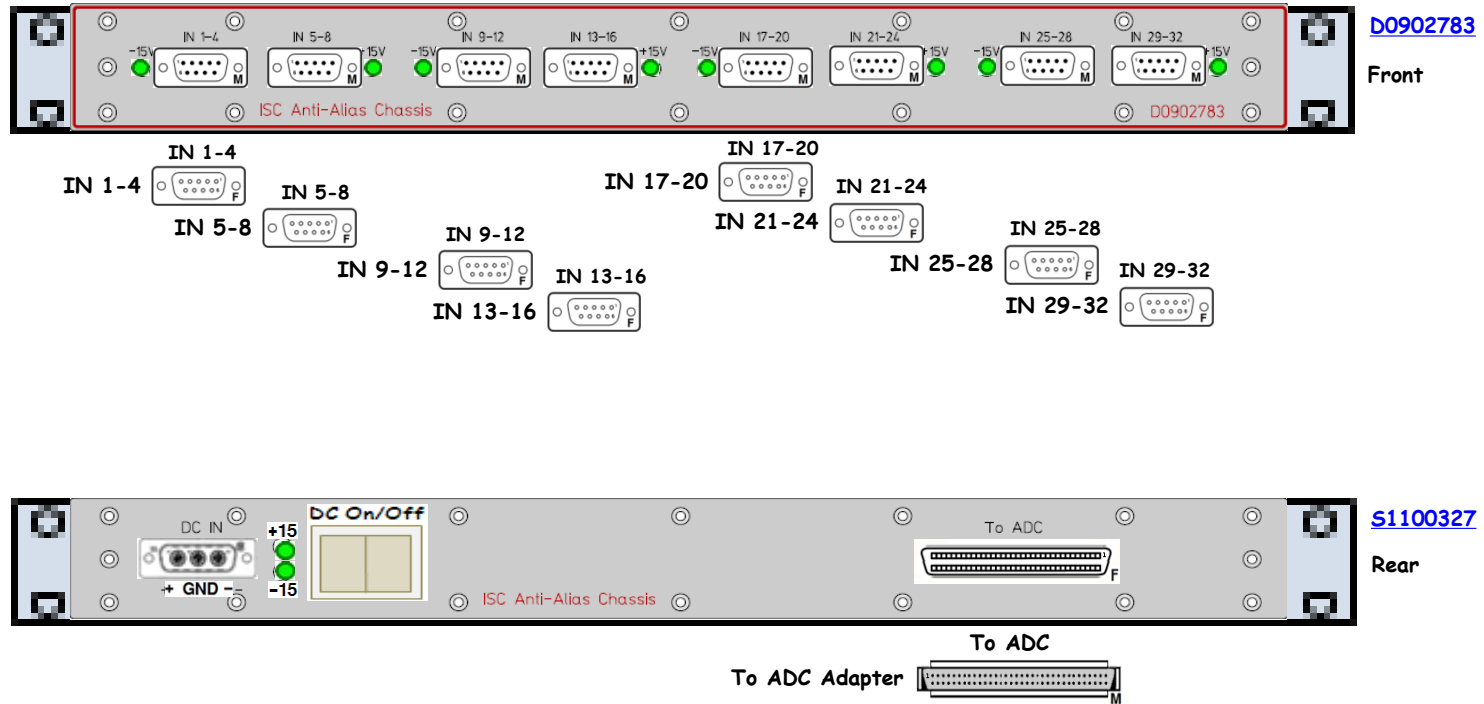 D0902783
Front
IN 1-4
IN 5-8
IN 9-12
IN 13-16
IN 17-20
IN 21-24
IN 25-28
IN 29-32
-15V
+15V
-15V
+15V
-15V
+15V
-15V
+15V
M
M
M
M
M
M
M
M
ISC Anti-Alias Chassis
D0902783
IN 1-4
IN 1-4
F
IN 5-8
IN 5-8
F
IN 9-12
IN 9-12
F
IN 13-16
IN 13-16
F
IN 17-20
IN 17-20
F
IN 21-24
IN 21-24
F
IN 25-28
IN 25-28
F
IN 29-32
IN 29-32
F
S1100327
Rear
DC IN
+ GND -
+15
-15
DC On/Off
ISC Anti-Alias Chassis
To ADC
1
F
To ADC
To ADC Adapter
1
M